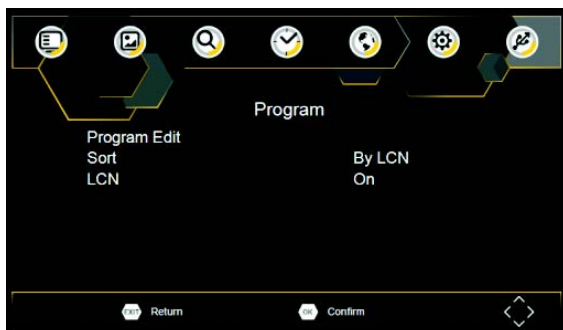 Program
Program Edit
Sort By LCN
LCN On
EXIT Return OK Confirm